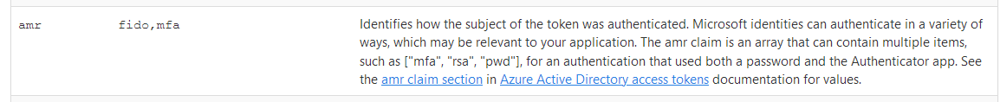 amr fido,mfa Identifies how the subject of the token was authenticated. Microsoft identities can authenticate in a variety of
ways, which may be relevant to your application. The amr claim is an array that can contain multiple items,
such as ["mfa", "rsa", "pwd"], for an authentication that used both a password and the Authenticator app. See
the amr claim section in Azure Active Directory access tokens documentation for values.